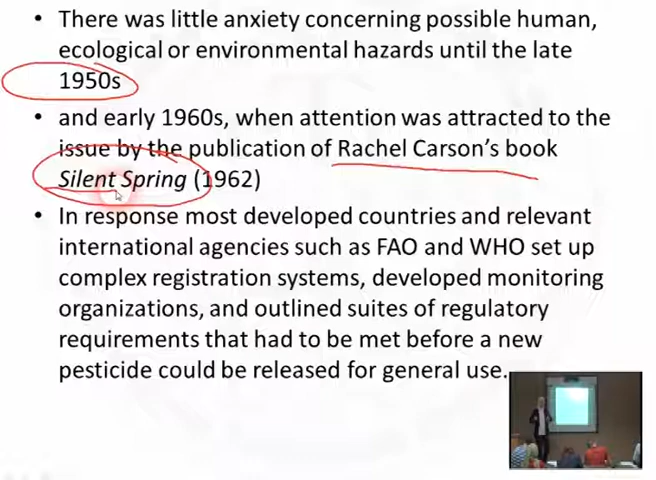 • There was little anxiety concerning possible human,
ecological or environmental hazards until the late
1950s
• and early 1960s, when attention was attracted to the
issue by the publication of Rachel Carson's book
Silent Spring (1962)
• In response most developed countries and relevant
international agencies such as FAO and WHO set up
complex registration systems, developed monitoring
organizations, and outlined suites of regulatory
requirements that had to be met before a new
pesticide could be released for general use.